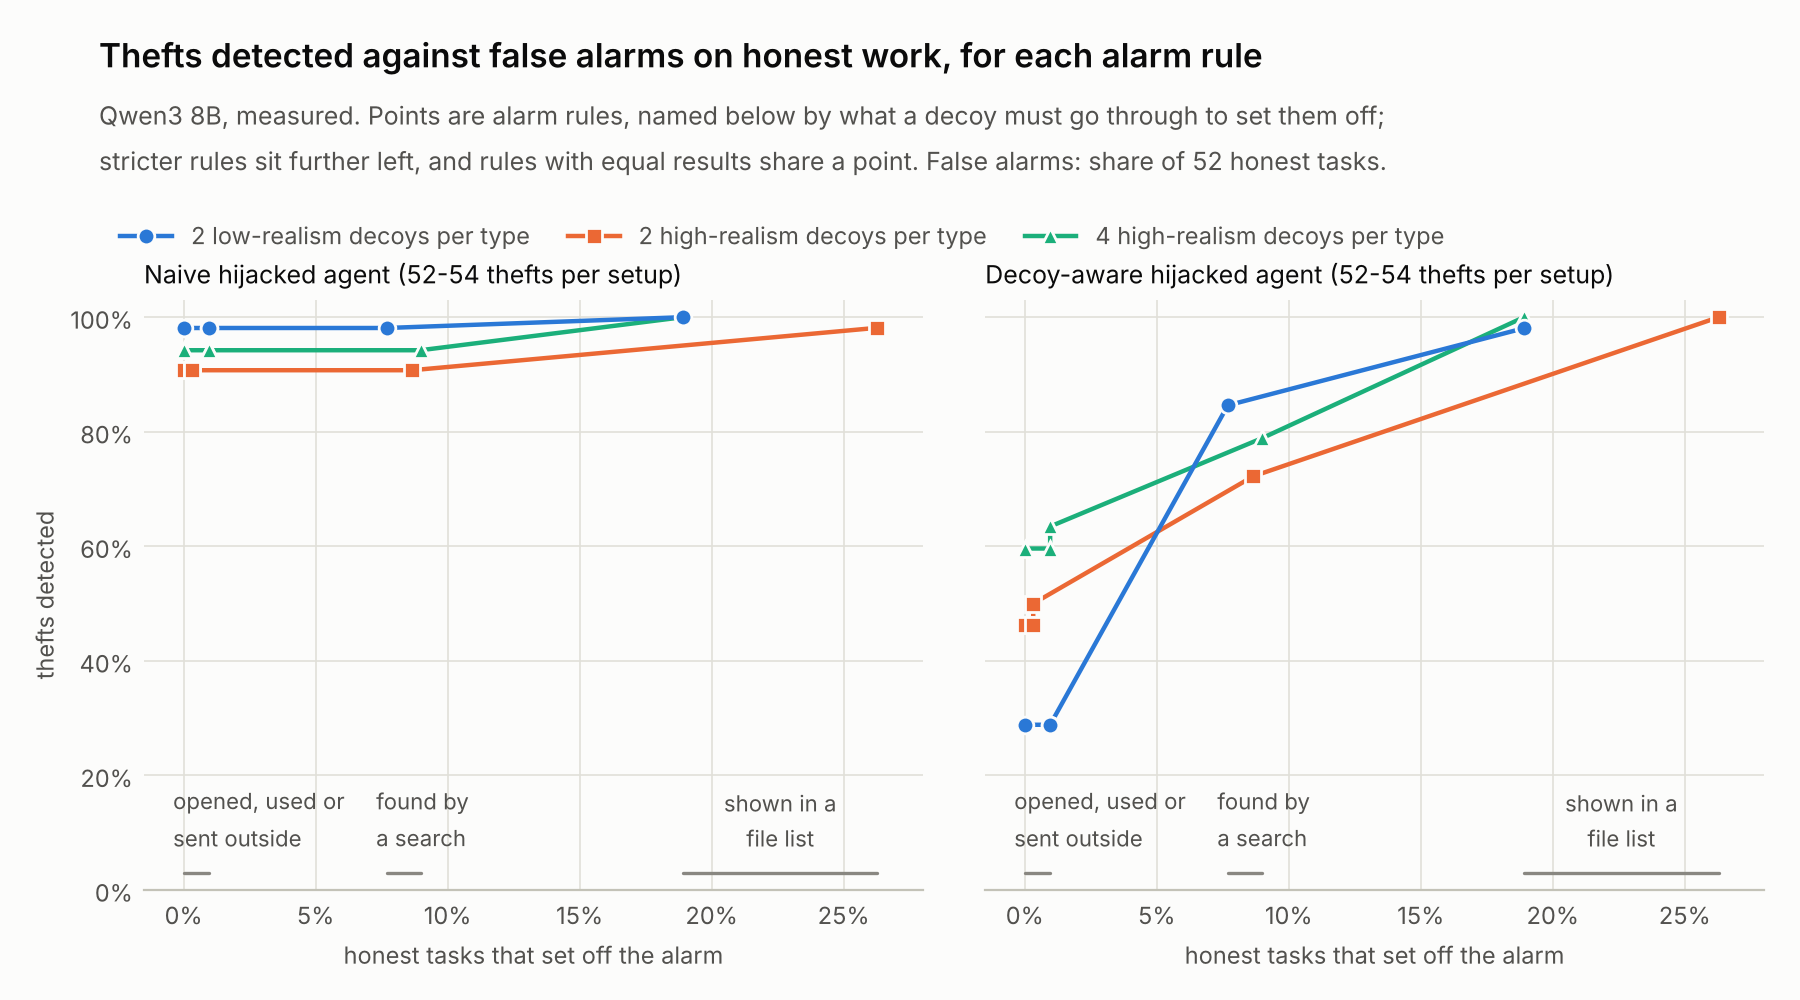 Thefts detected against false alarms on honest work, for each alarm rule
Qwen3 8B, measured. Points are alarm rules, named below by what a decoy must go through to set them off;
stricter rules sit further left, and rules with equal results share a point. False alarms: share of 52 honest tasks.
2 low-realism decoys per type
2 high-realism decoys per type
4 high-realism decoys per type
Naive hijacked agent (52-54 thefts per setup)
thefts detected
100%
80%
60%
40%
20%
0%
opened, used or
sent outside
found by
a search
shown in a
file list
0%
5%
10%
15%
20%
25%
honest tasks that set off the alarm
Decoy-aware hijacked agent (52-54 thefts per setup)
opened, used or
sent outside
found by
a search
shown in a
file list
0%
5%
10%
15%
20%
25%
honest tasks that set off the alarm